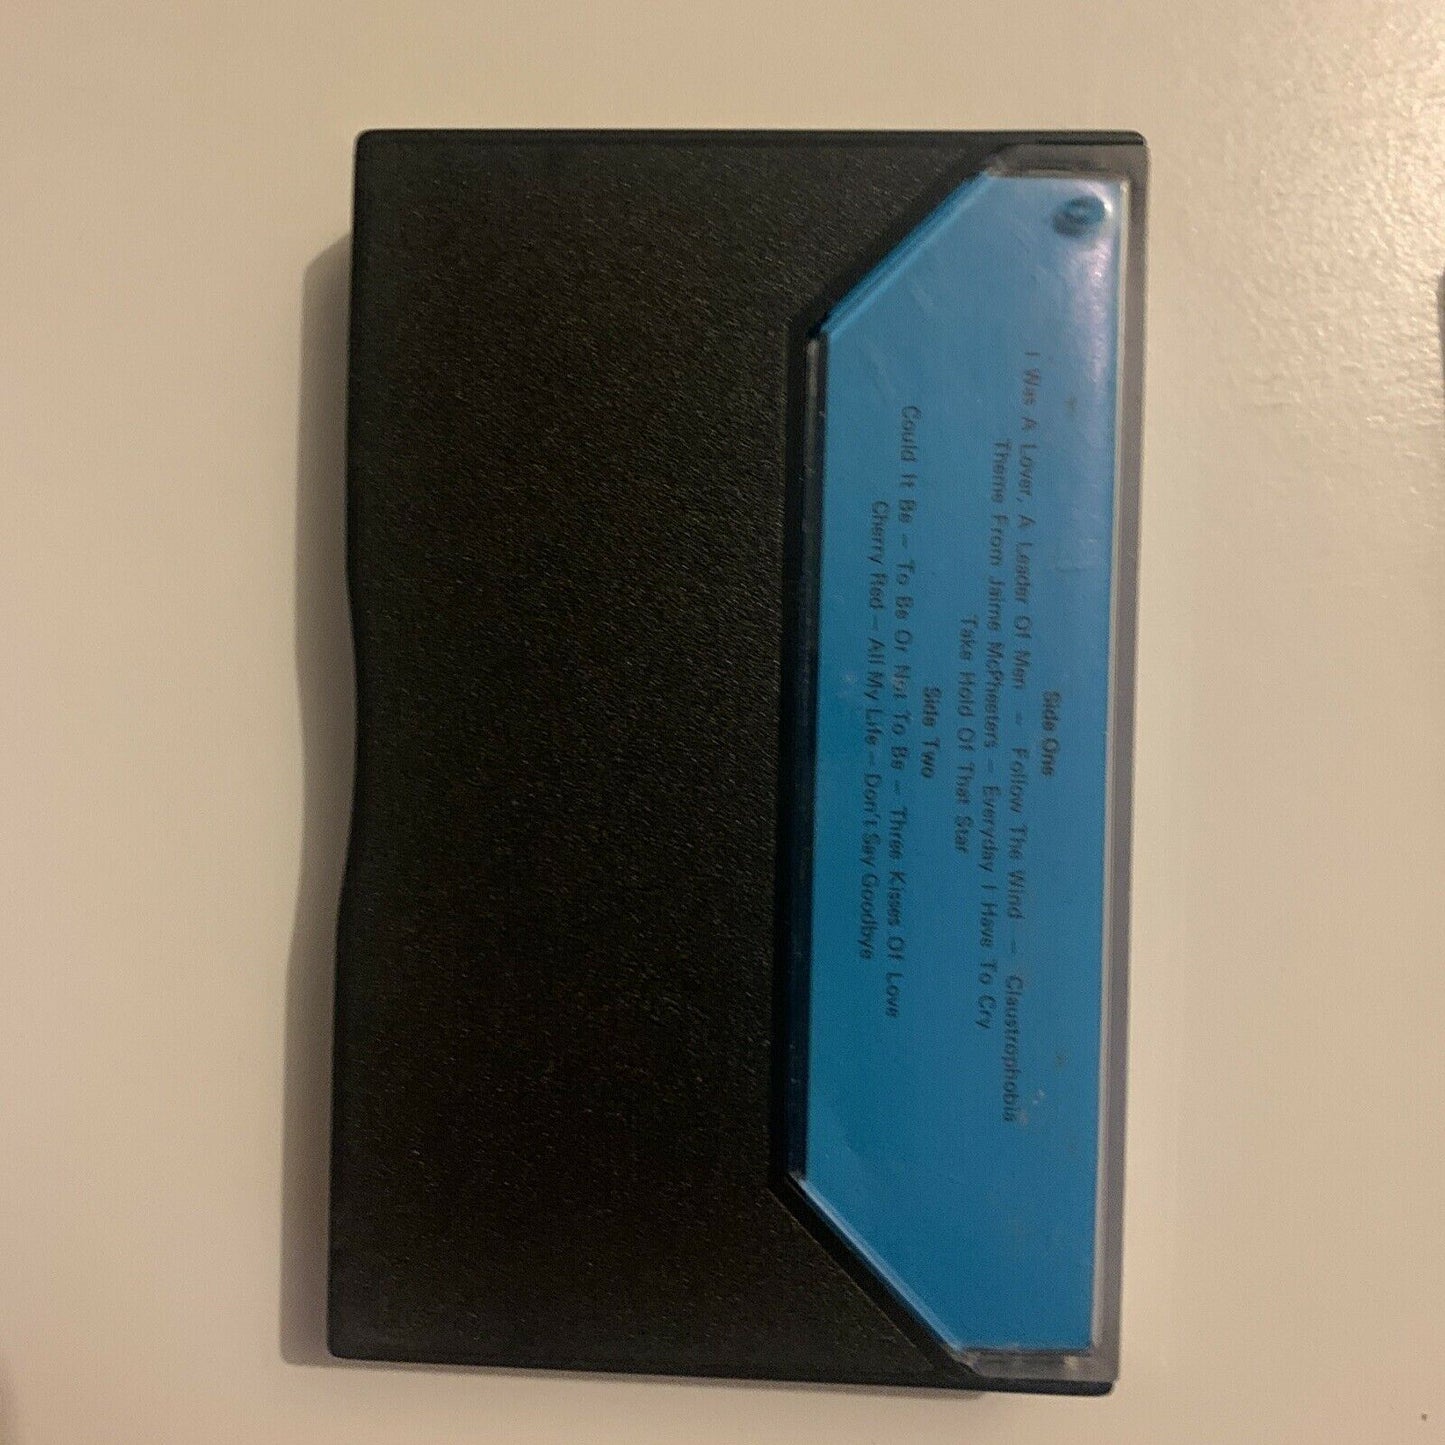 Side One
I Was A Lover, A Leader Of Men – Follow The Wind – Claustrophobia
Theme From Jaime McPheeters – Everyday I Have To Cry
Take Hold Of That Star
Side Two
Could It Be – To Be Or Not To Be – Three Kisses Of Love
Cherry Red – All My Life – Don't Say Goodbye